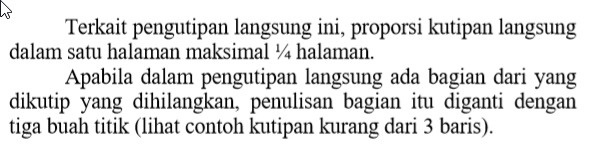 Terkait pengutipan langsung ini, proporsi kutipan langsung
dalam satu halaman maksimal ¼ halaman.
Apabila dalam pengutipan langsung ada bagian dari yang
dikutip yang dihilangkan, penulisan bagian itu diganti dengan
tiga buah titik (lihat contoh kutipan kurang dari 3 baris).